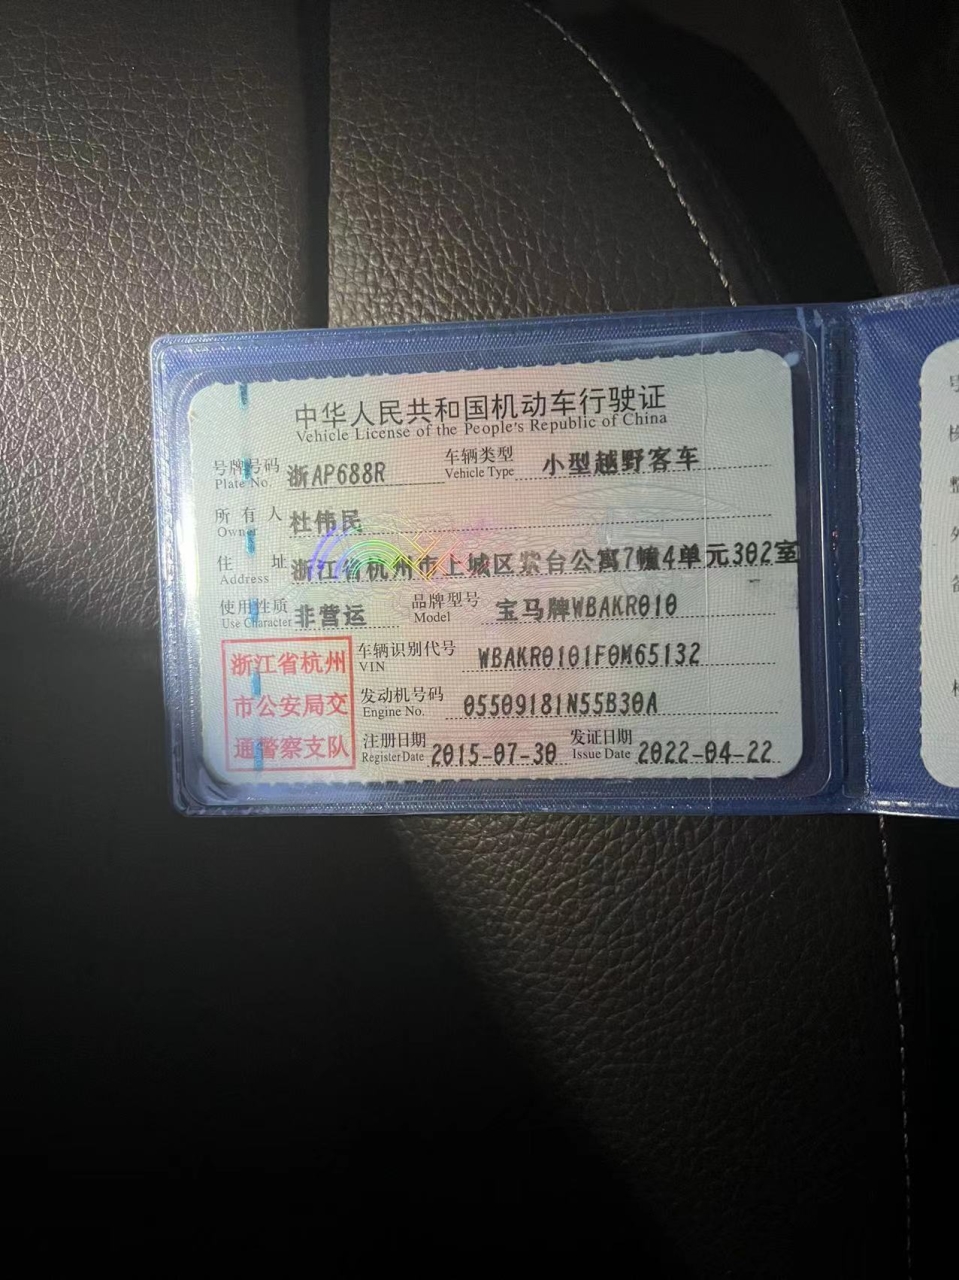 中华人民共和国机动车行驶证
Vehicle License of the People's Republic of China
号牌号码 浙AP688R 车辆类型 小型越野客车
Plate No. Vehicle Type
所有人 杜伟民
Owner
住址 浙江省杭州市上城区紫台公寓7幢4单元302室
Address
使用性质 非营运 品牌型号 宝马牌WBAKR010
Use Character Model
浙江省杭州
市公安局交
通警察支队
车辆识别代号 WBAKR0101F0M65132
VIN
发动机号码 05509181N55B30A
Engine No.
注册日期 2015-07-30 发证日期 2022-04-22
Register Date Issue Date